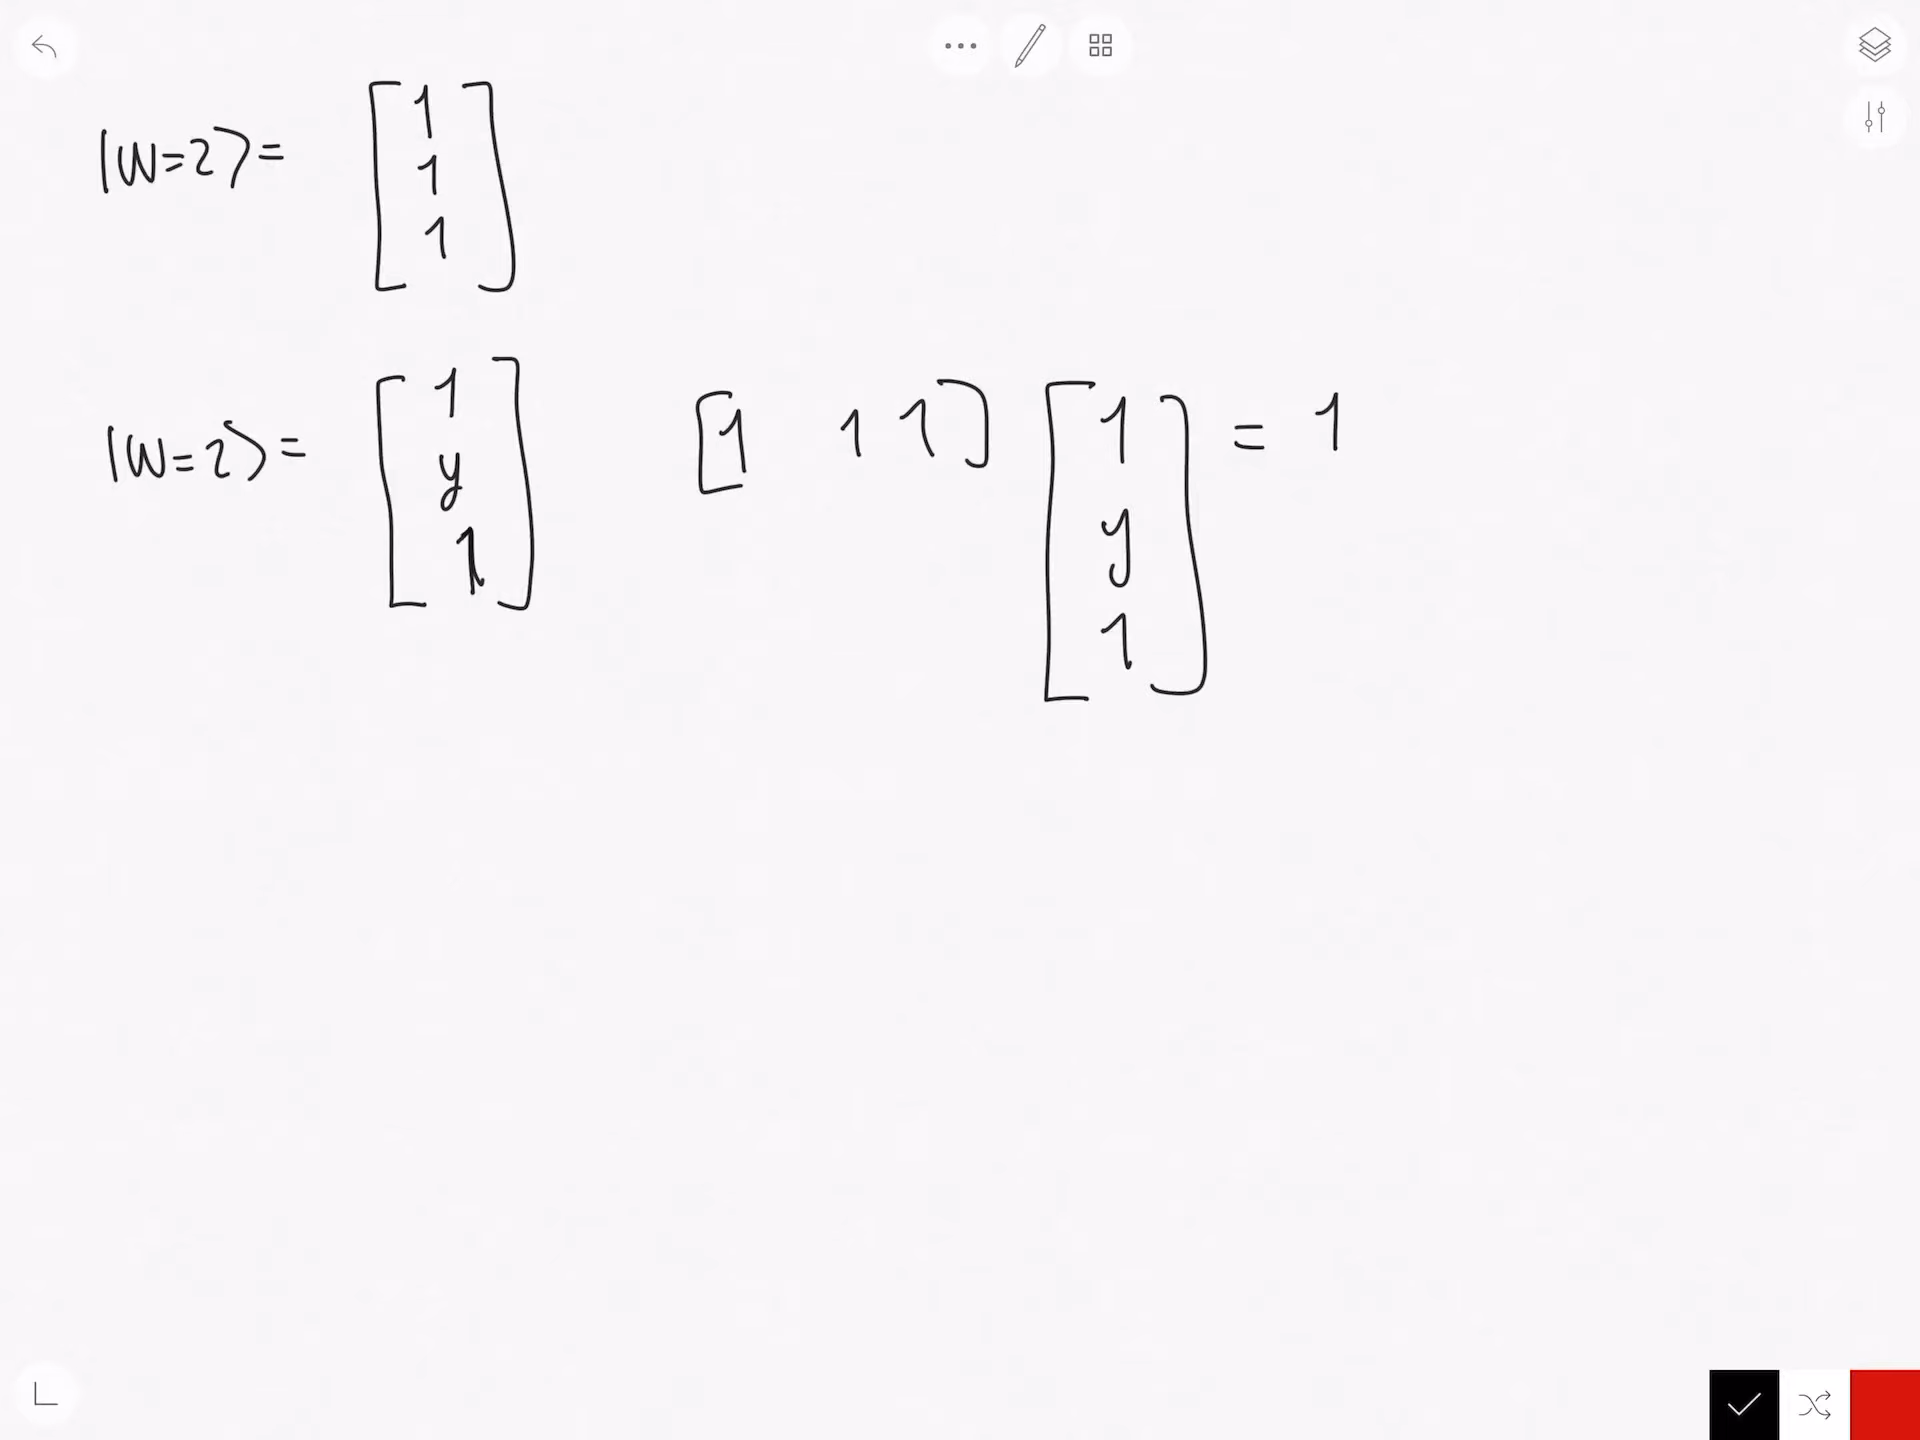 |W=2⟩= [1
1
1]
|W=2⟩= [1
y
1] [1 1 1] [1
y
1] = 1